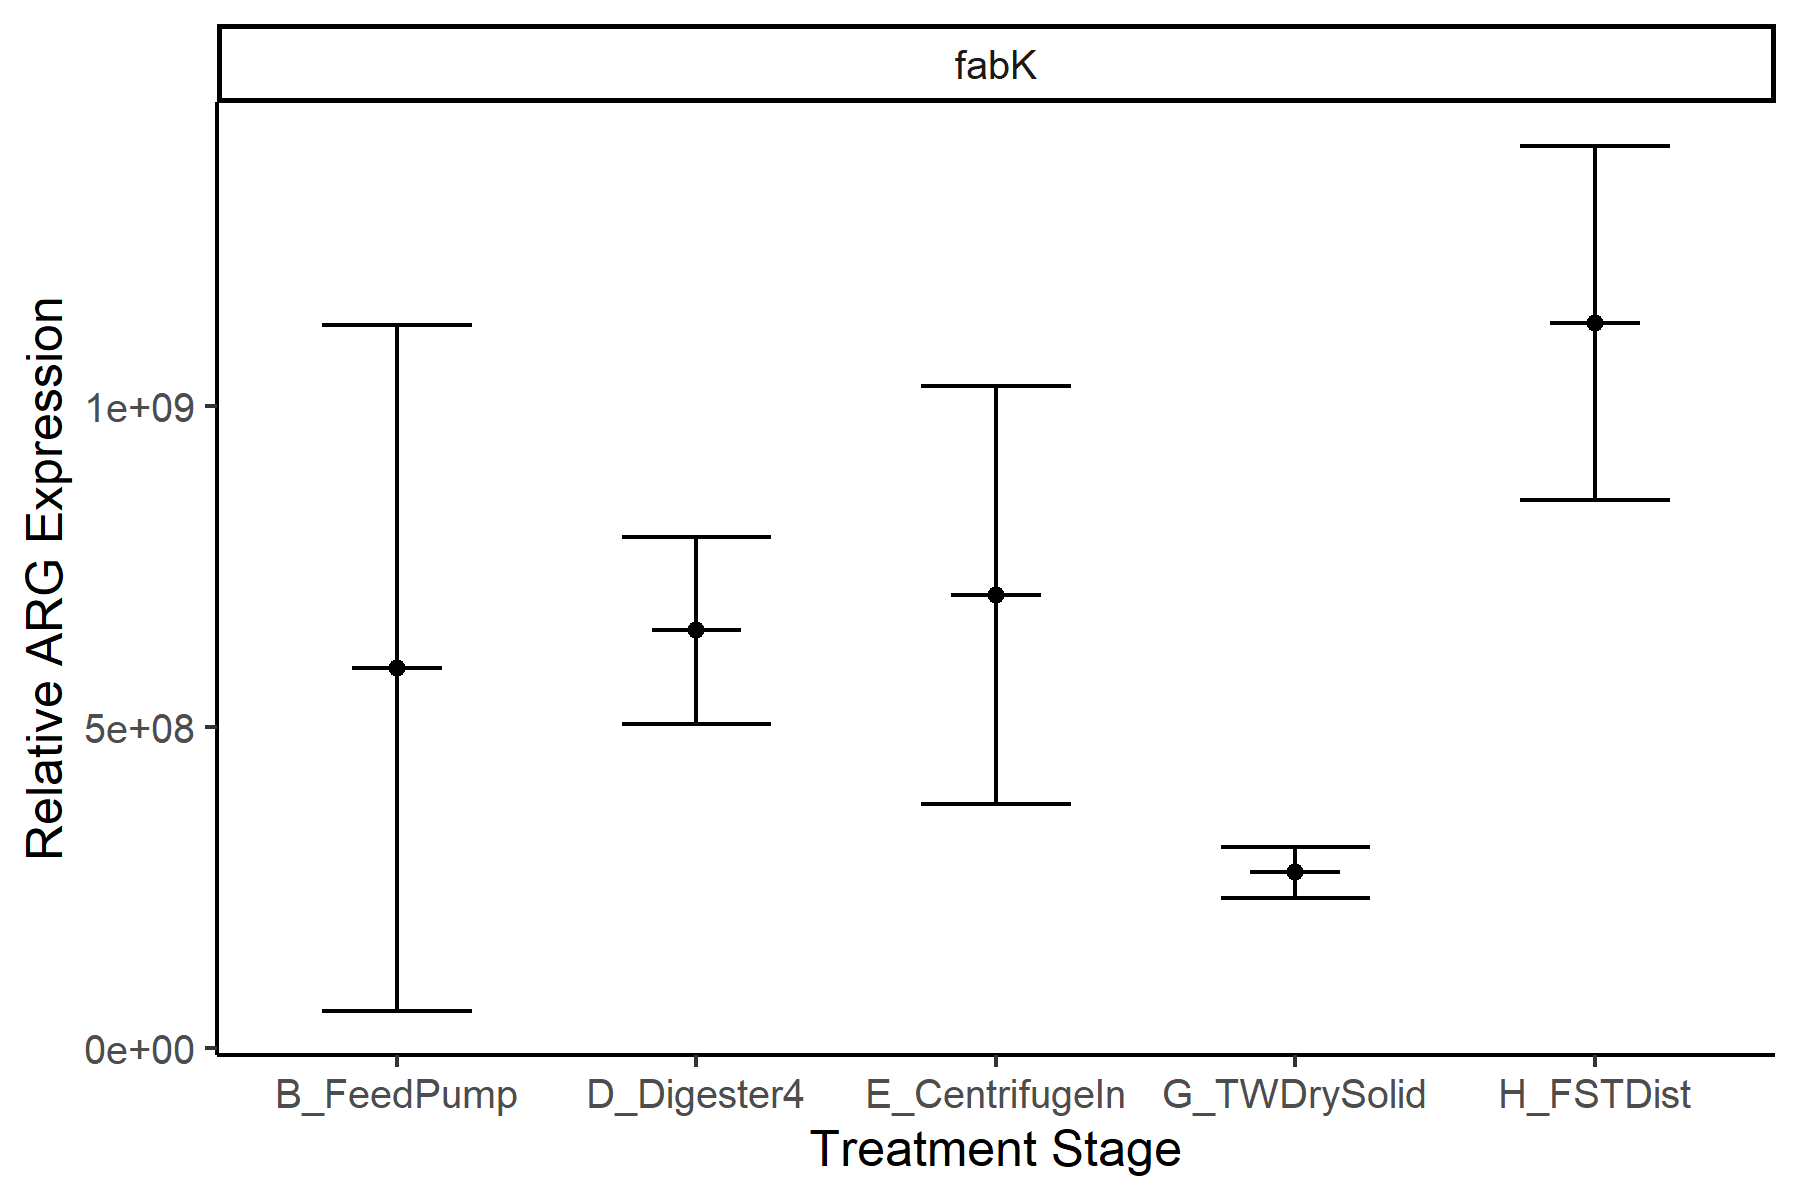 fabK
Relative ARG Expression
1e+09
5e+08
0e+00
B_FeedPump D_Digester4 E_CentrifugeIn G_TWDrySolid H_FSTDist
Treatment Stage